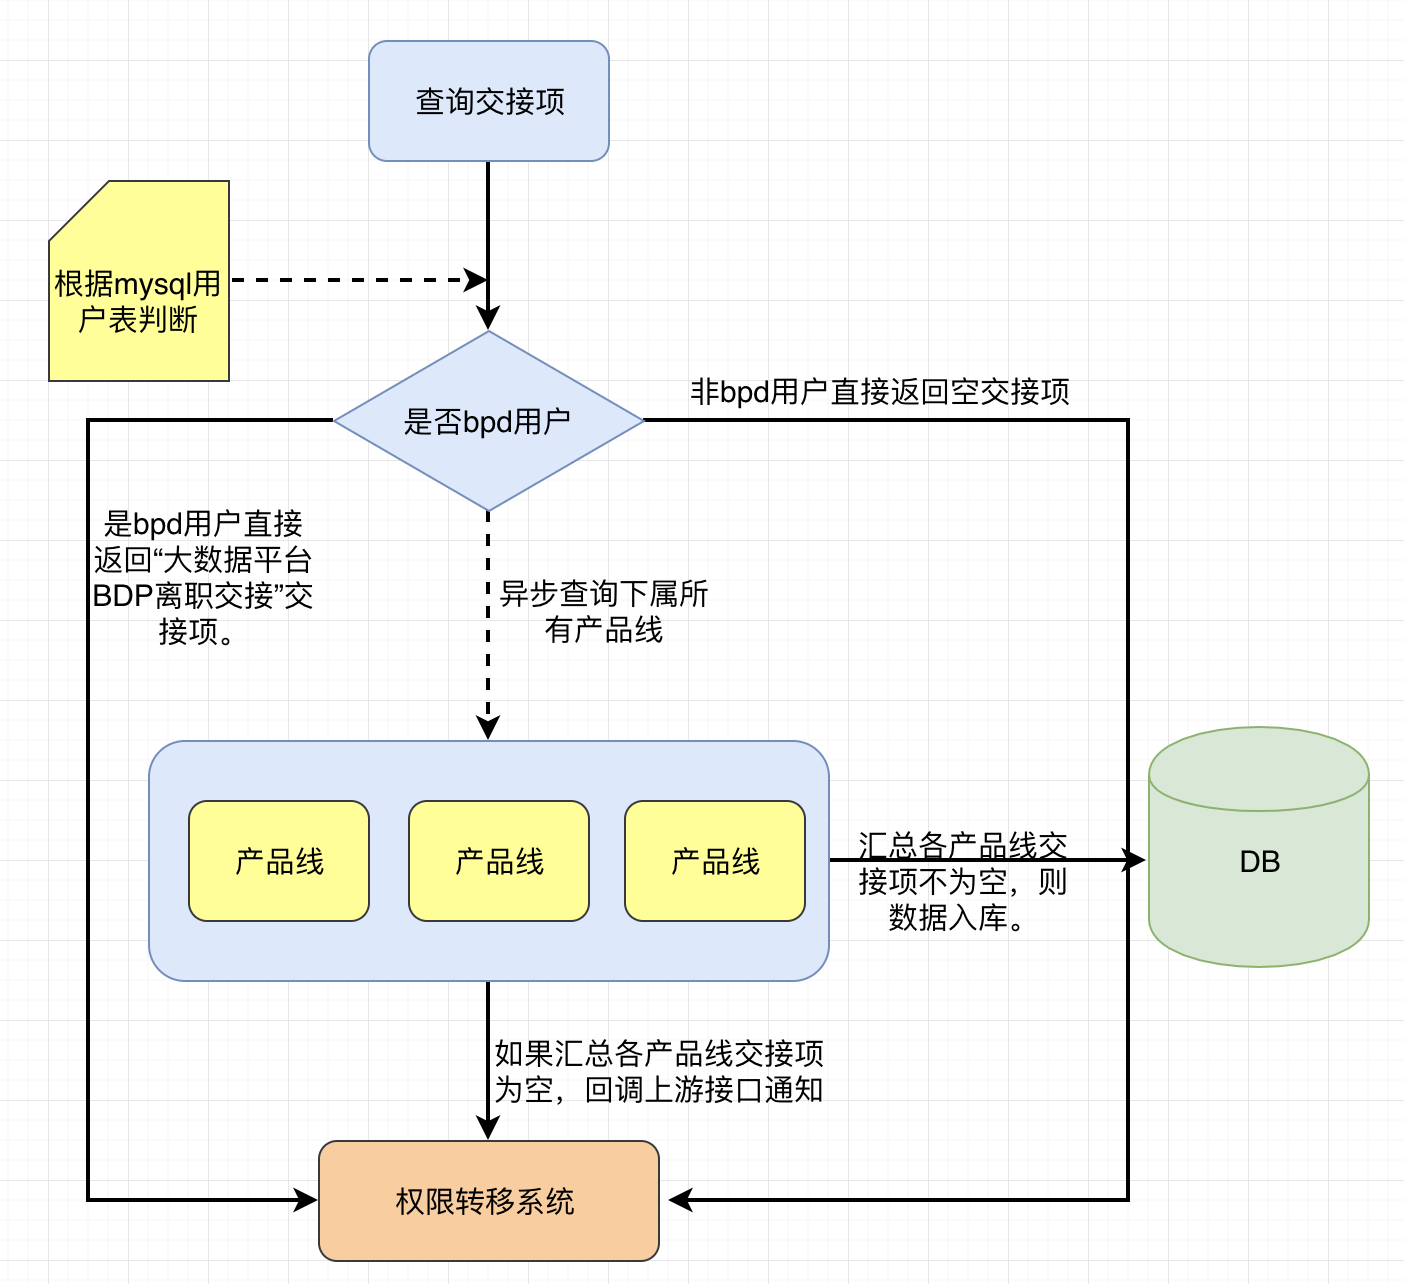 查询交接项
根据mysql用
户表判断
是否bpd用户
非bpd用户直接返回空交接项
是bpd用户直接
返回“大数据平台
BDP离职交接”交
接项。
异步查询下属所
有产品线
产品线
产品线
产品线
汇总各产品线交
接项不为空，则
数据入库。
DB
如果汇总各产品线交接项
为空，回调上游接口通知
权限转移系统